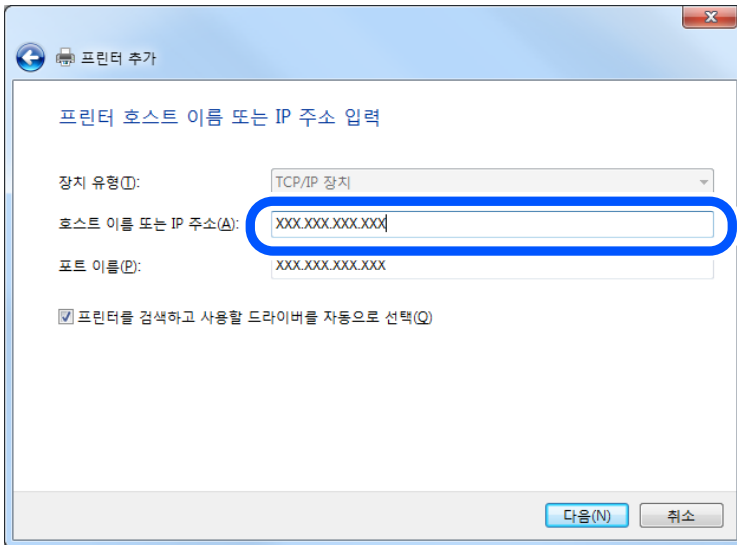 프린터 추가
프린터 호스트 이름 또는 IP 주소 입력
장치 유형(T): TCP/IP 장치
호스트 이름 또는 IP 주소(A): XXX.XXX.XXX.XXX
포트 이름(P): XXX.XXX.XXX.XXX
프린터를 검색하고 사용할 드라이버를 자동으로 선택(Q)
다음(N) 취소